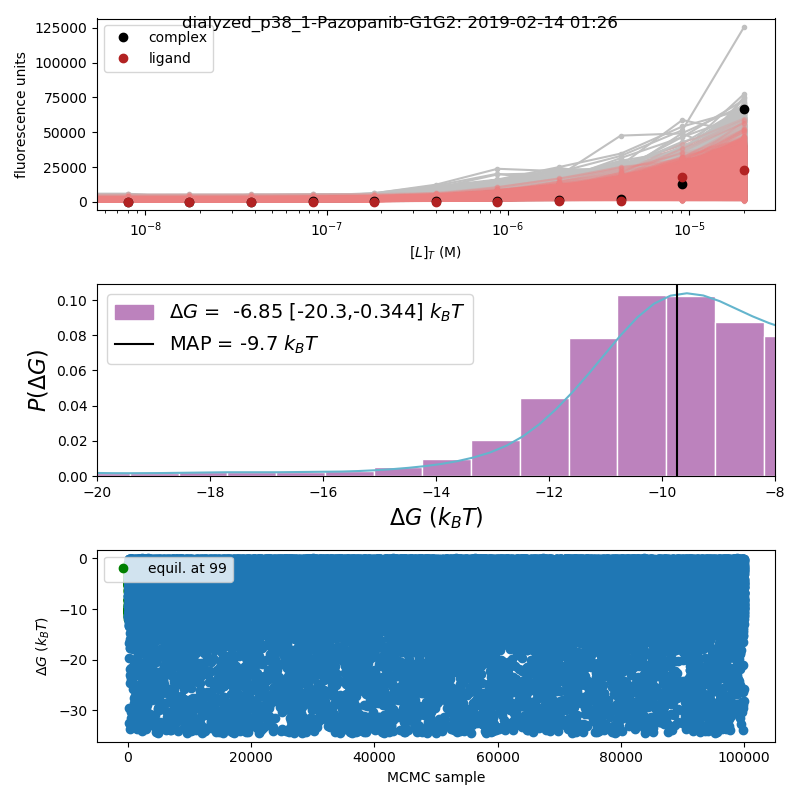 dialyzed_p38_1-Pazopanib-G1G2: 2019-02-14 01:26
complex
ligand
fluorescence units
125000
100000
75000
50000
25000
0
10⁻⁸
10⁻⁷
10⁻⁶
10⁻⁵
[L]_T (M)
ΔG = -6.85 [-20.3,-0.344] k_BT
MAP = -9.7 k_BT
P(ΔG)
0.10
0.08
0.06
0.04
0.02
0.00
−20
−18
−16
−14
−12
−10
−8
ΔG (k_BT)
equil. at 99
ΔG (k_BT)
0
−10
−20
−30
0
20000
40000
60000
80000
100000
MCMC sample